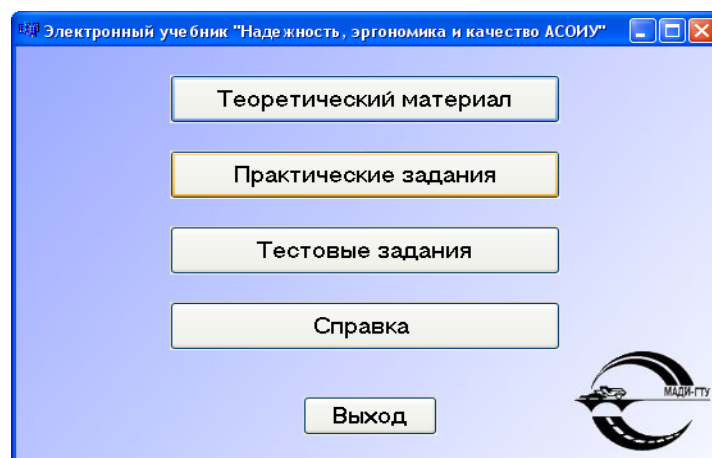 Электронный учебник "Надежность, эргономика и качество АСОИУ"
Теоретический материал
Практические задания
Тестовые задания
Справка
МАДИ-ГТУ
Выход